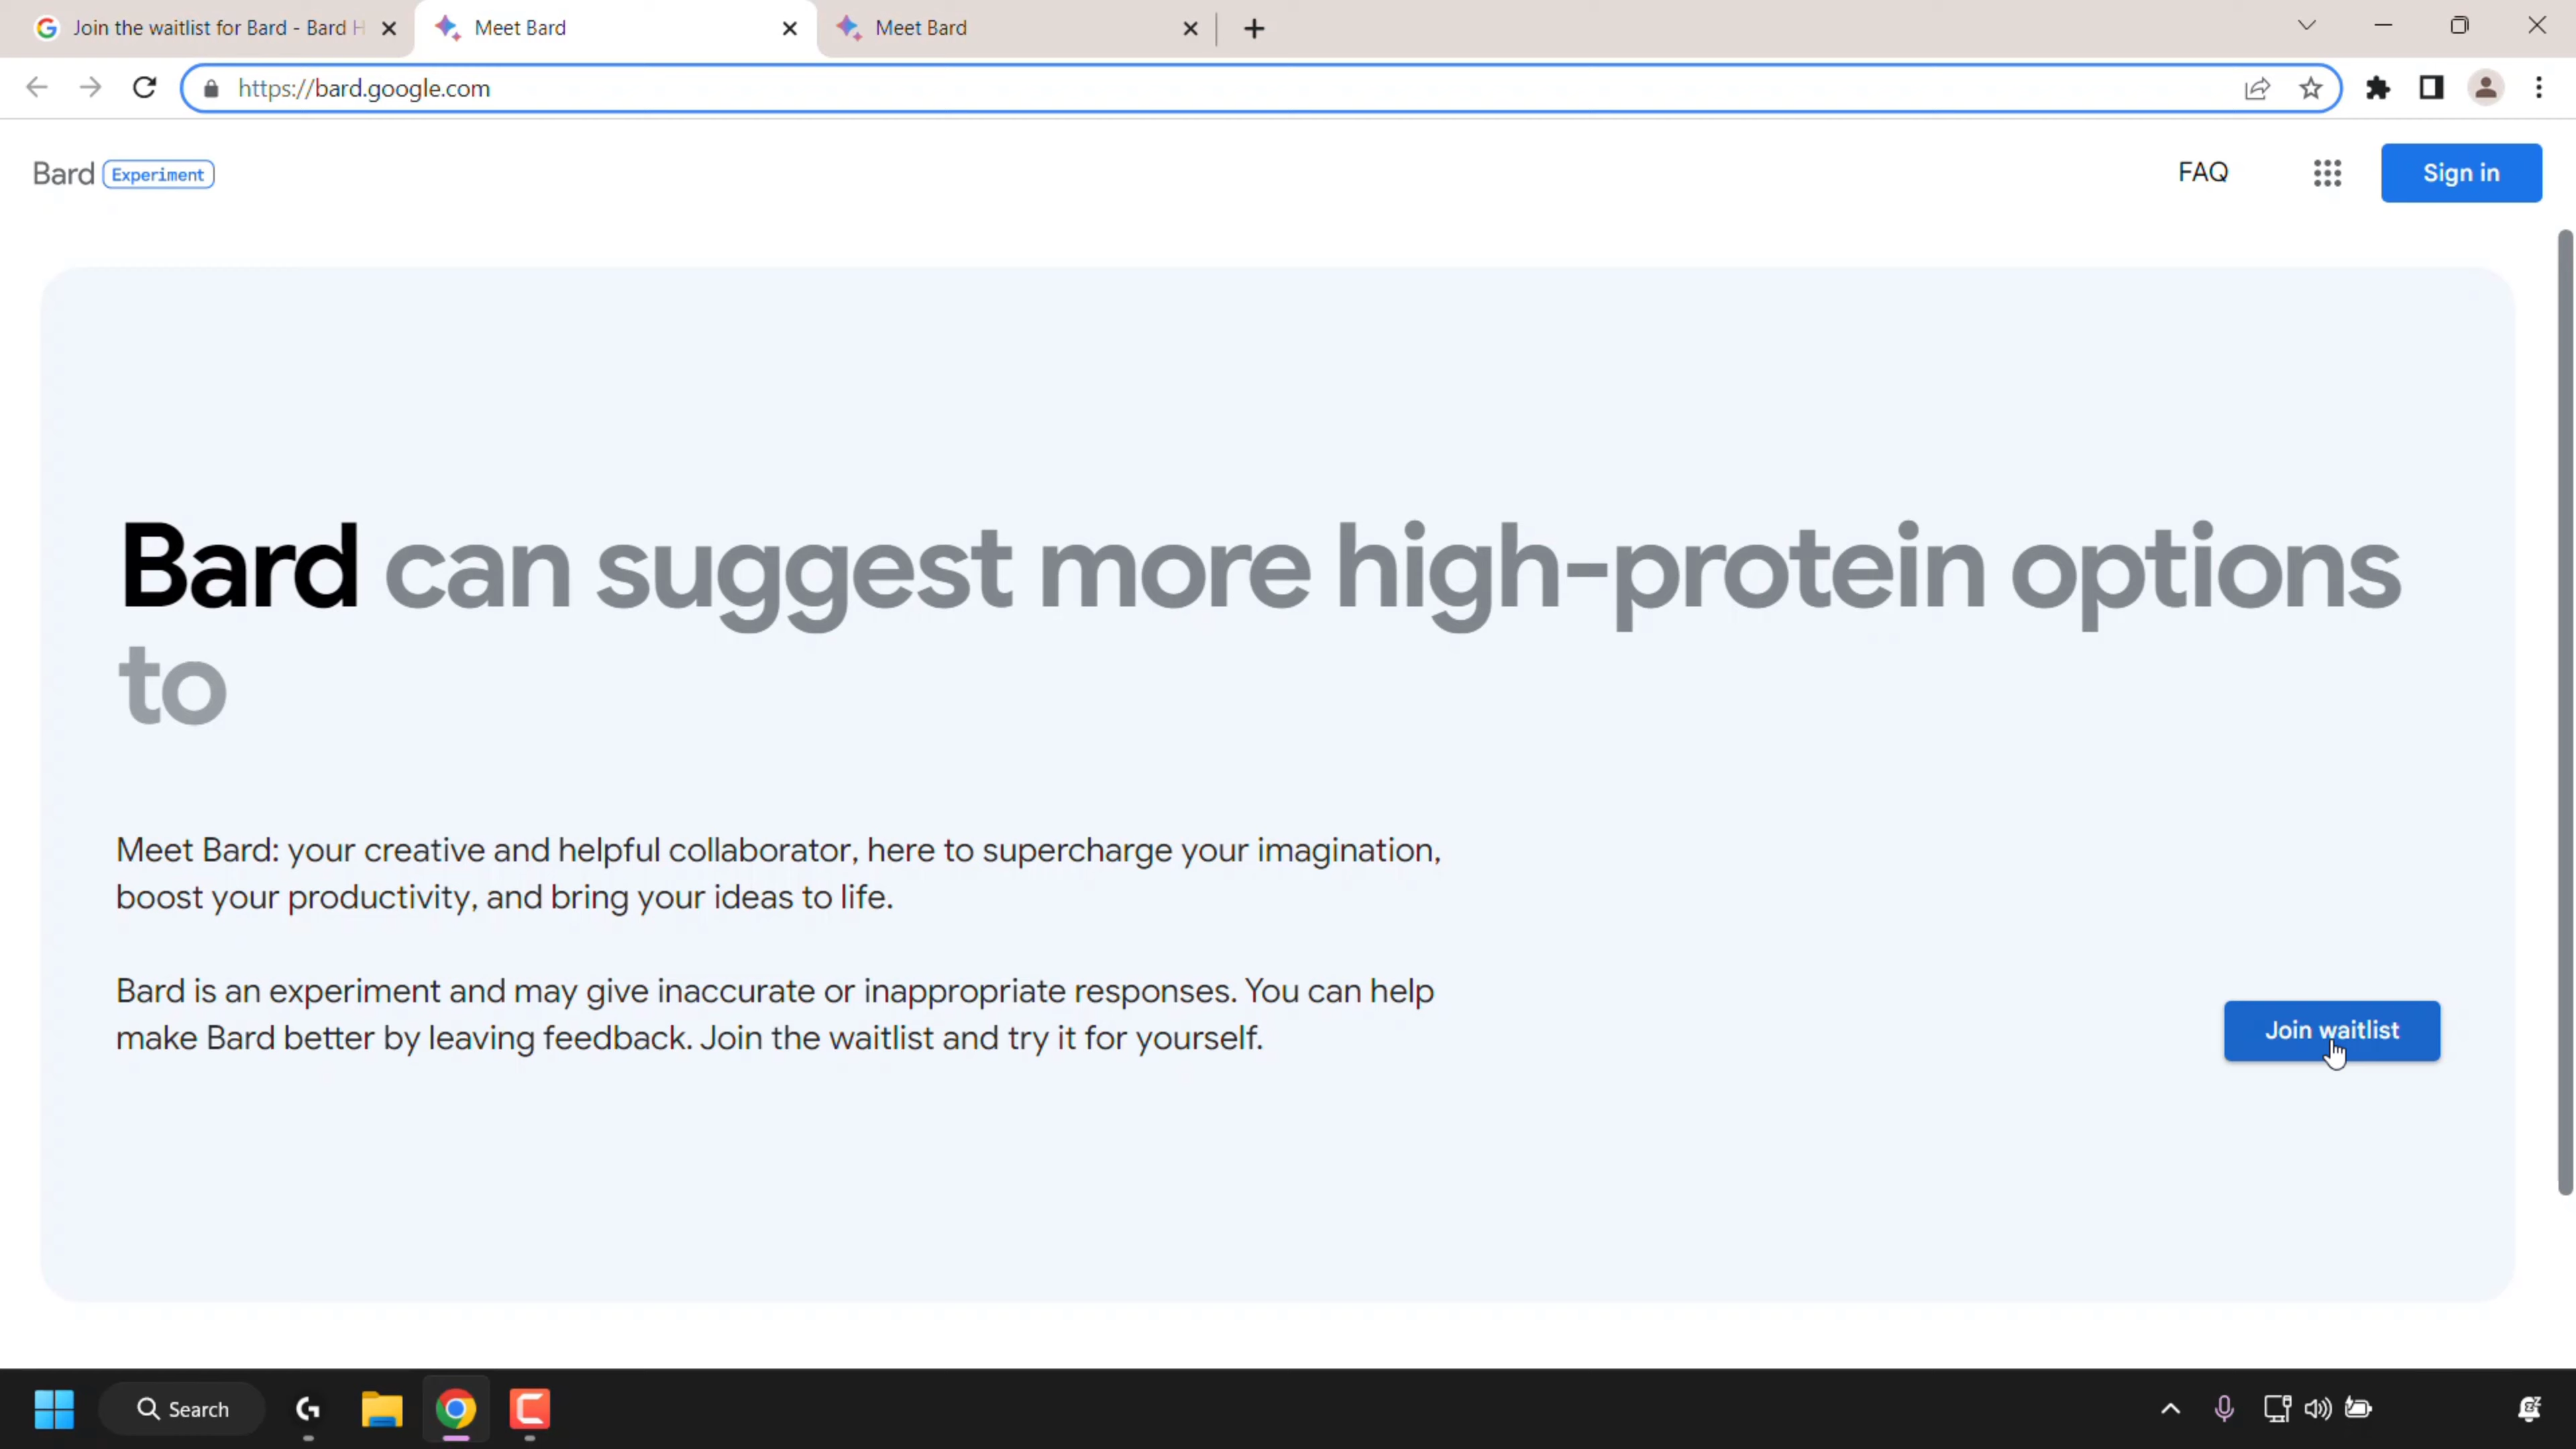 Join the waitlist for Bard - Bard H
Meet Bard
Meet Bard
https://bard.google.com
Bard Experiment
FAQ
Sign in
Bard can suggest more high-protein options
to
Meet Bard: your creative and helpful collaborator, here to supercharge your imagination,
boost your productivity, and bring your ideas to life.
Bard is an experiment and may give inaccurate or inappropriate responses. You can help
make Bard better by leaving feedback. Join the waitlist and try it for yourself.
Join waitlist
Search